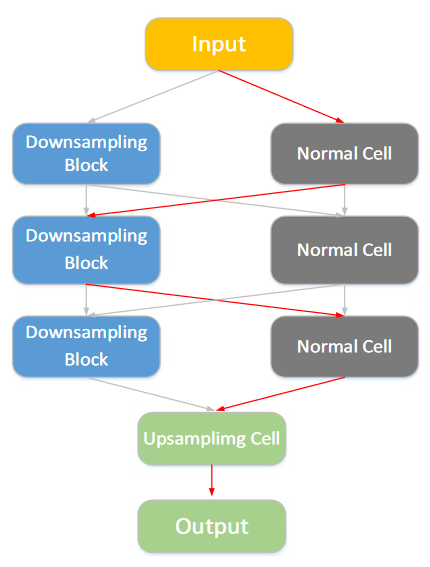 Input
Downsampling
Block
Normal Cell
Downsampling
Block
Normal Cell
Downsampling
Block
Normal Cell
Upsamplimg Cell
Output